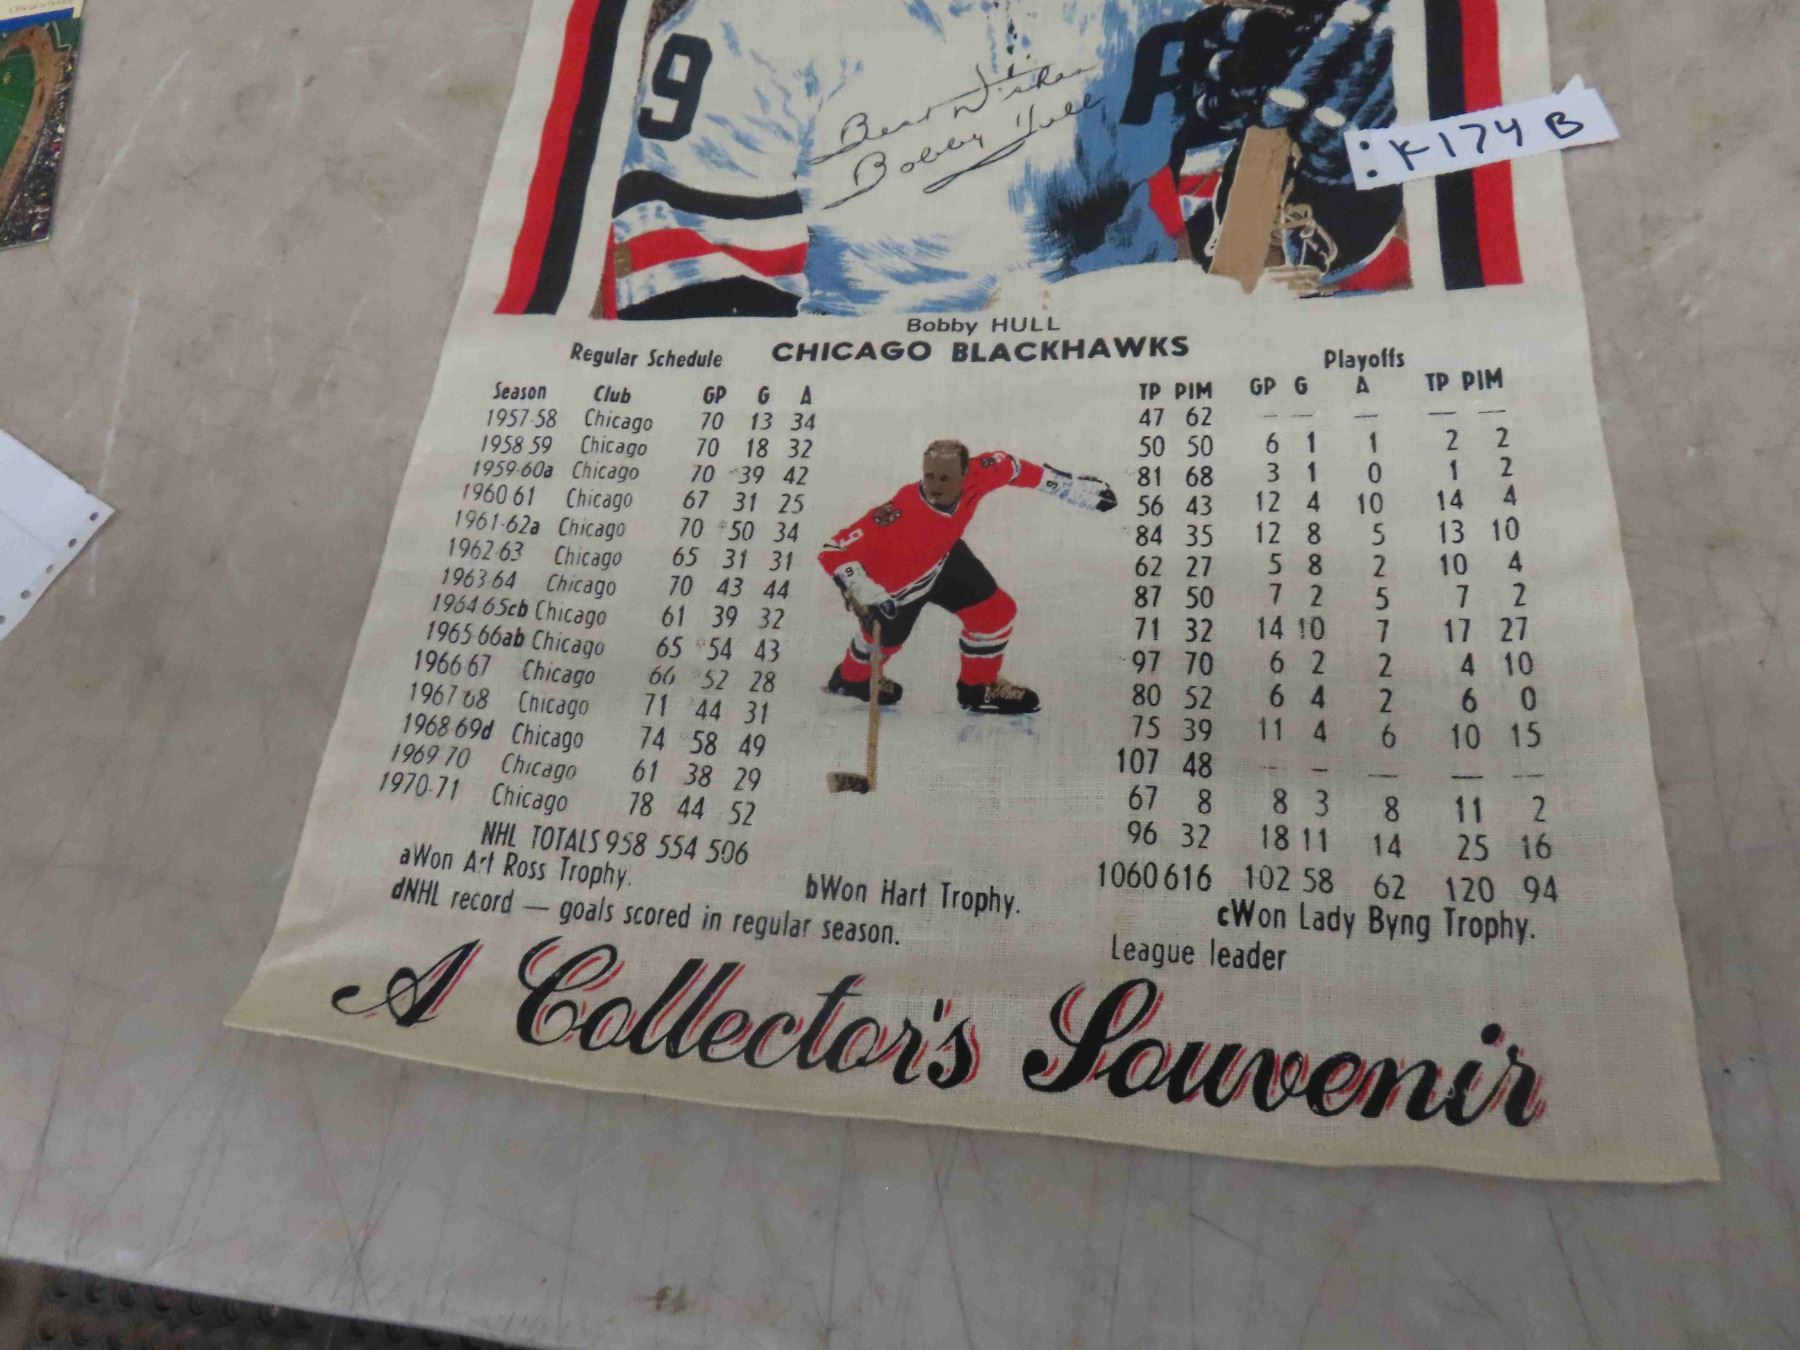 9
A
Best Wishes
Bobby Hull
K174 B
Bobby HULL
CHICAGO BLACKHAWKS
Regular Schedule Playoffs
Season Club GP G A TP PIM GP G A TP PIM
1957-58 Chicago 70 13 34 47 62 — — — — —
1958 59 Chicago 70 18 32 50 50 6 1 1 2 2
1959-60a Chicago 70 *39 42 81 68 3 1 0 1 2
1960 61 Chicago 67 31 25 56 43 12 4 10 14 4
1961-62a Chicago 70 *50 34 84 35 12 8 5 13 10
1962-63 Chicago 65 31 31 62 27 5 8 2 10 4
1963-64 Chicago 70 43 44 87 50 7 2 5 7 2
1964 65cb Chicago 61 39 32 71 32 14 10 7 17 27
1965-66ab Chicago 65 *54 43 97 70 6 2 2 4 10
1966-67 Chicago 66 *52 28 80 52 6 4 2 6 0
1967 68 Chicago 71 44 31 75 39 11 4 6 10 15
1968 69d Chicago 74 58 49 107 48 — — — — —
1969 70 Chicago 61 38 29 67 8 8 3 8 11 2
1970-71 Chicago 78 44 52 96 32 18 11 14 25 16
NHL TOTALS 958 554 506 1060 616 102 58 62 120 94
aWon Art Ross Trophy. bWon Hart Trophy. cWon Lady Byng Trophy.
dNHL record — goals scored in regular season. League leader
A Collector's Souvenir